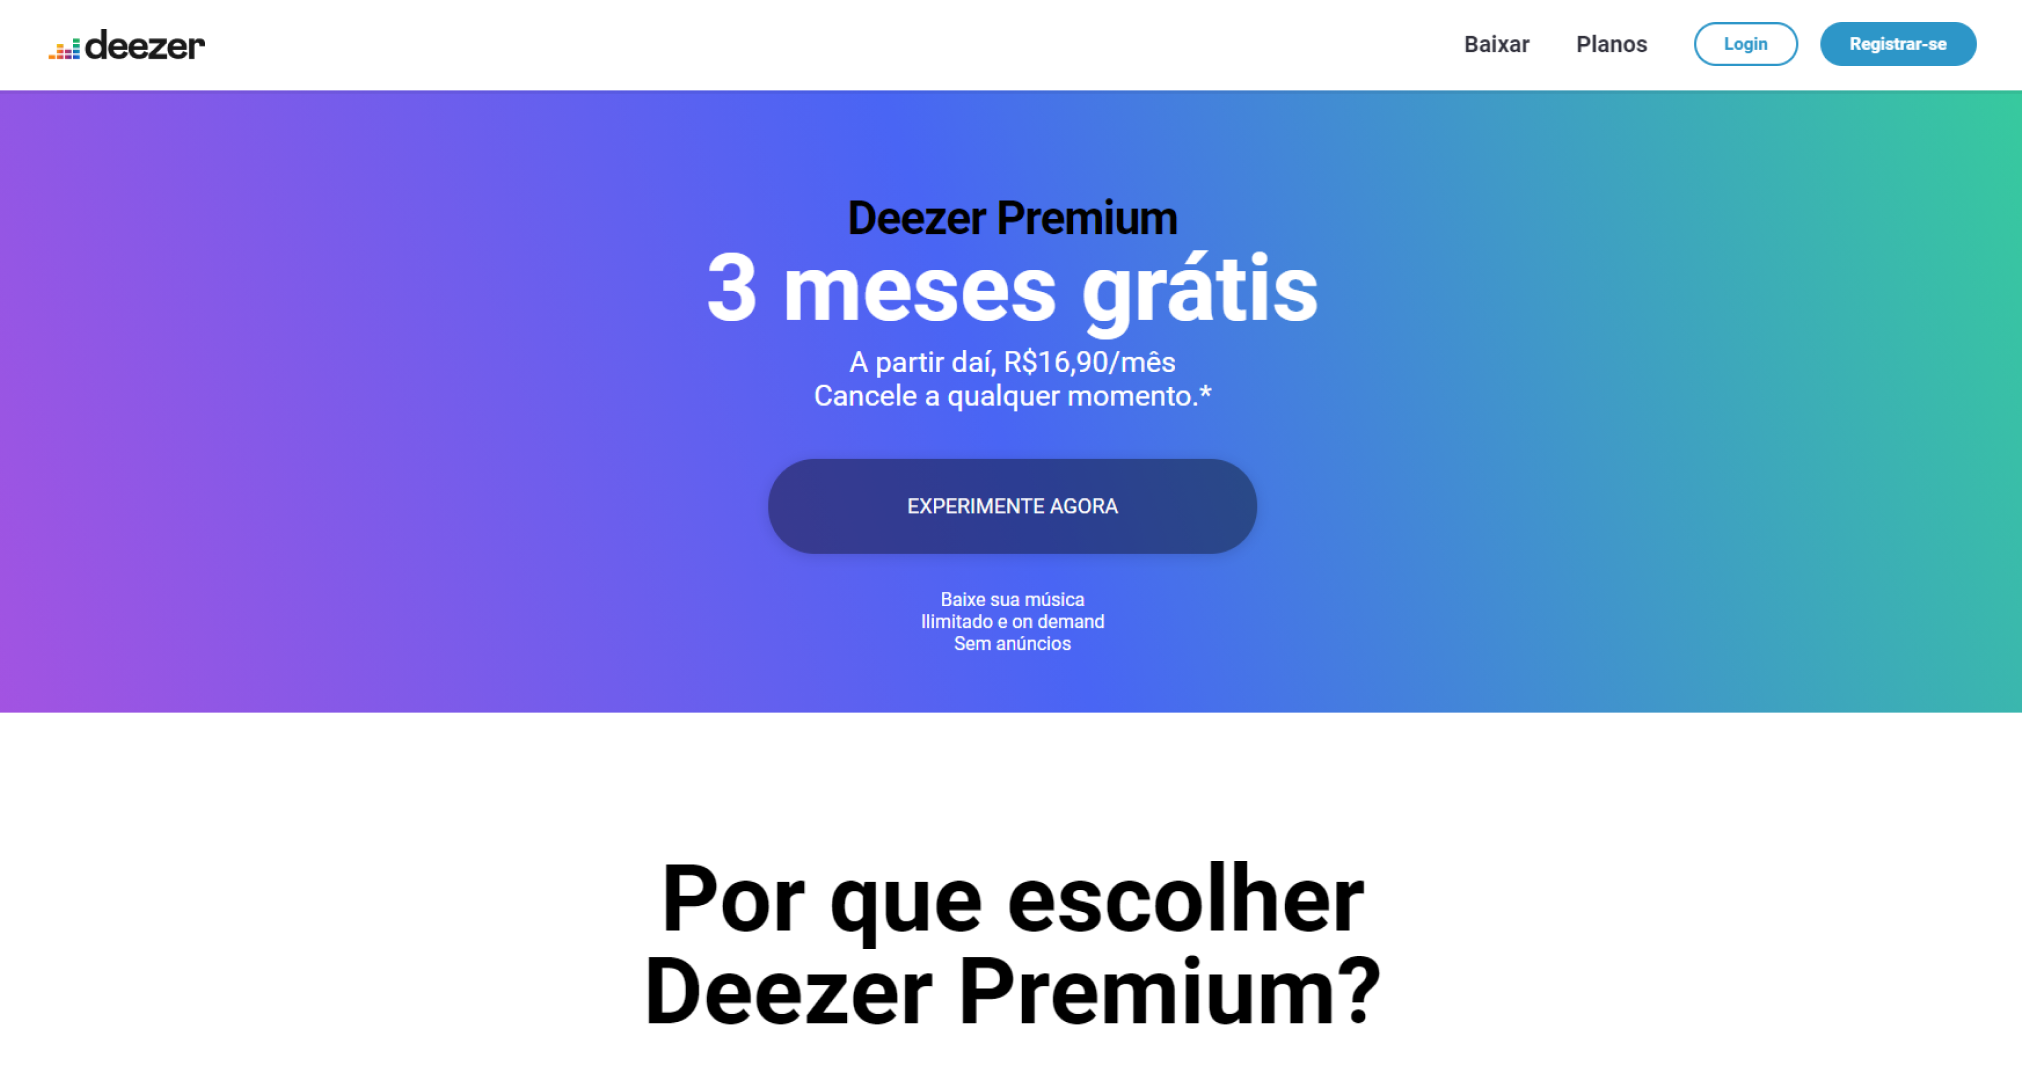 deezer
Baixar
Planos
Login
Registrar-se
Deezer Premium
3 meses grátis
A partir daí, R$16,90/mês
Cancele a qualquer momento.*
EXPERIMENTE AGORA
Baixe sua música
Ilimitado e on demand
Sem anúncios
Por que escolher
Deezer Premium?